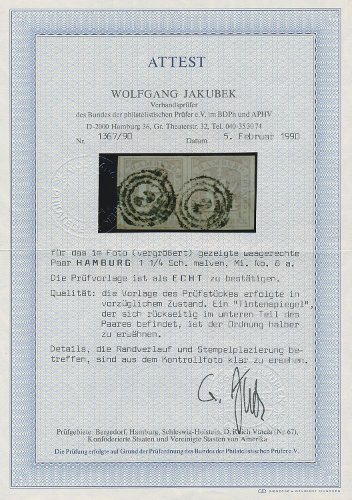 ATTEST
WOLFGANG JAKUBEK
Verbandsprüfer
des Bundes der philatelistischen Prüfer e.V. im BDPh und APHV
D-2000 Hamburg 36, Gr. Theaterstr. 32, Tel. 040-353074
Nr. 1367/90 Datum 5. Februar 1990
für das im Foto (vergrößert) gezeigte waagerechte
Paar HAMBURG 1 1/4 Sch. malven, Mi. No. 8 a.
Die Prüfvorlage ist als ECHT zu bestätigen.
Qualität: die Vorlage des Prüfstückes erfolgte in
vorzüglichem Zustand. Ein "Tintenspiegel",
der sich rückseitig im unteren Teil des
Paares befindet, ist der Ordnung halber
zu erwähnen.
Details, die Randverlauf und Stempelplazierung be-
treffen, sind aus dem Kontrollfoto klar zu ersehen.
Prüfgebiete: Bergedorf, Hamburg, Schleswig-Holstein, D. Reich Vineta (Nr. 67),
Konföderierte Staaten und Vereinigte Staaten von Amerika
Die Prüfung erfolgte auf Grund der Prüfordnung des Bundes der Philatelistischen Prüfer e.V.